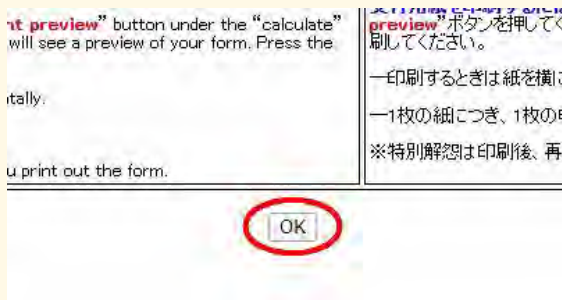 nt preview” button under the “calculate”
will see a preview of your form. Press the
tally.
u print out the form.
preview”ボタンを押してく
刷してください。
―印刷するときは紙を横に
―1枚の紙につき、1枚の
※特別解怨は印刷後、再
OK